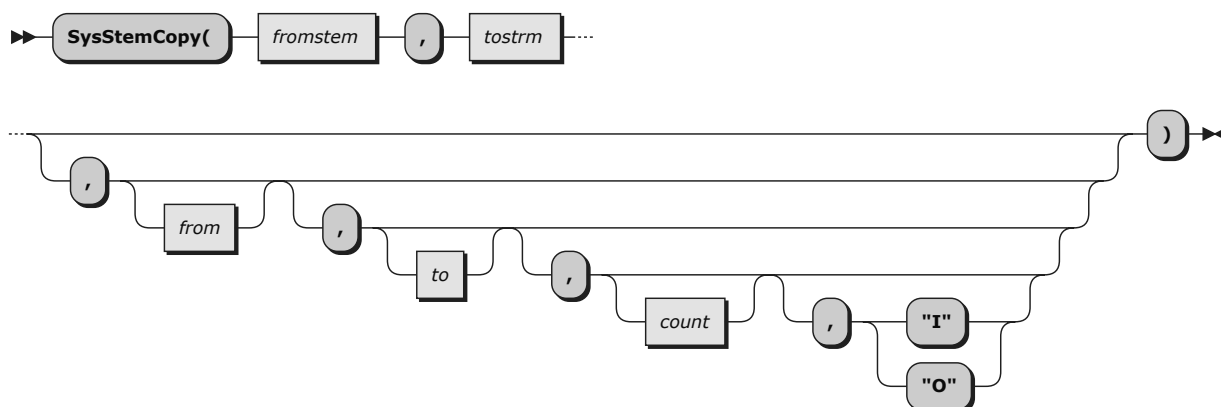 SysStemCopy( fromstem , tostrm
)
,
from ,
to ,
count , "I"
"O"